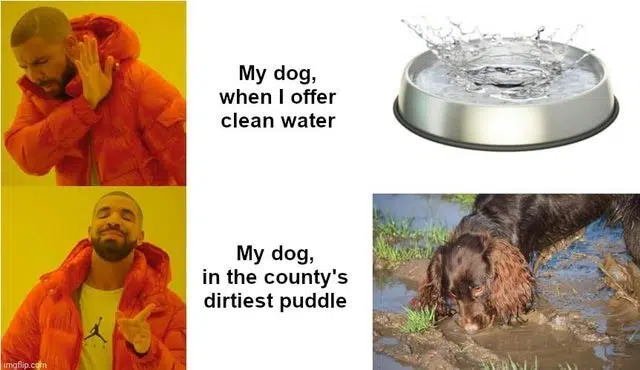 My dog,
when I offer
clean water
My dog,
in the county's
dirtiest puddle
imgflip.com